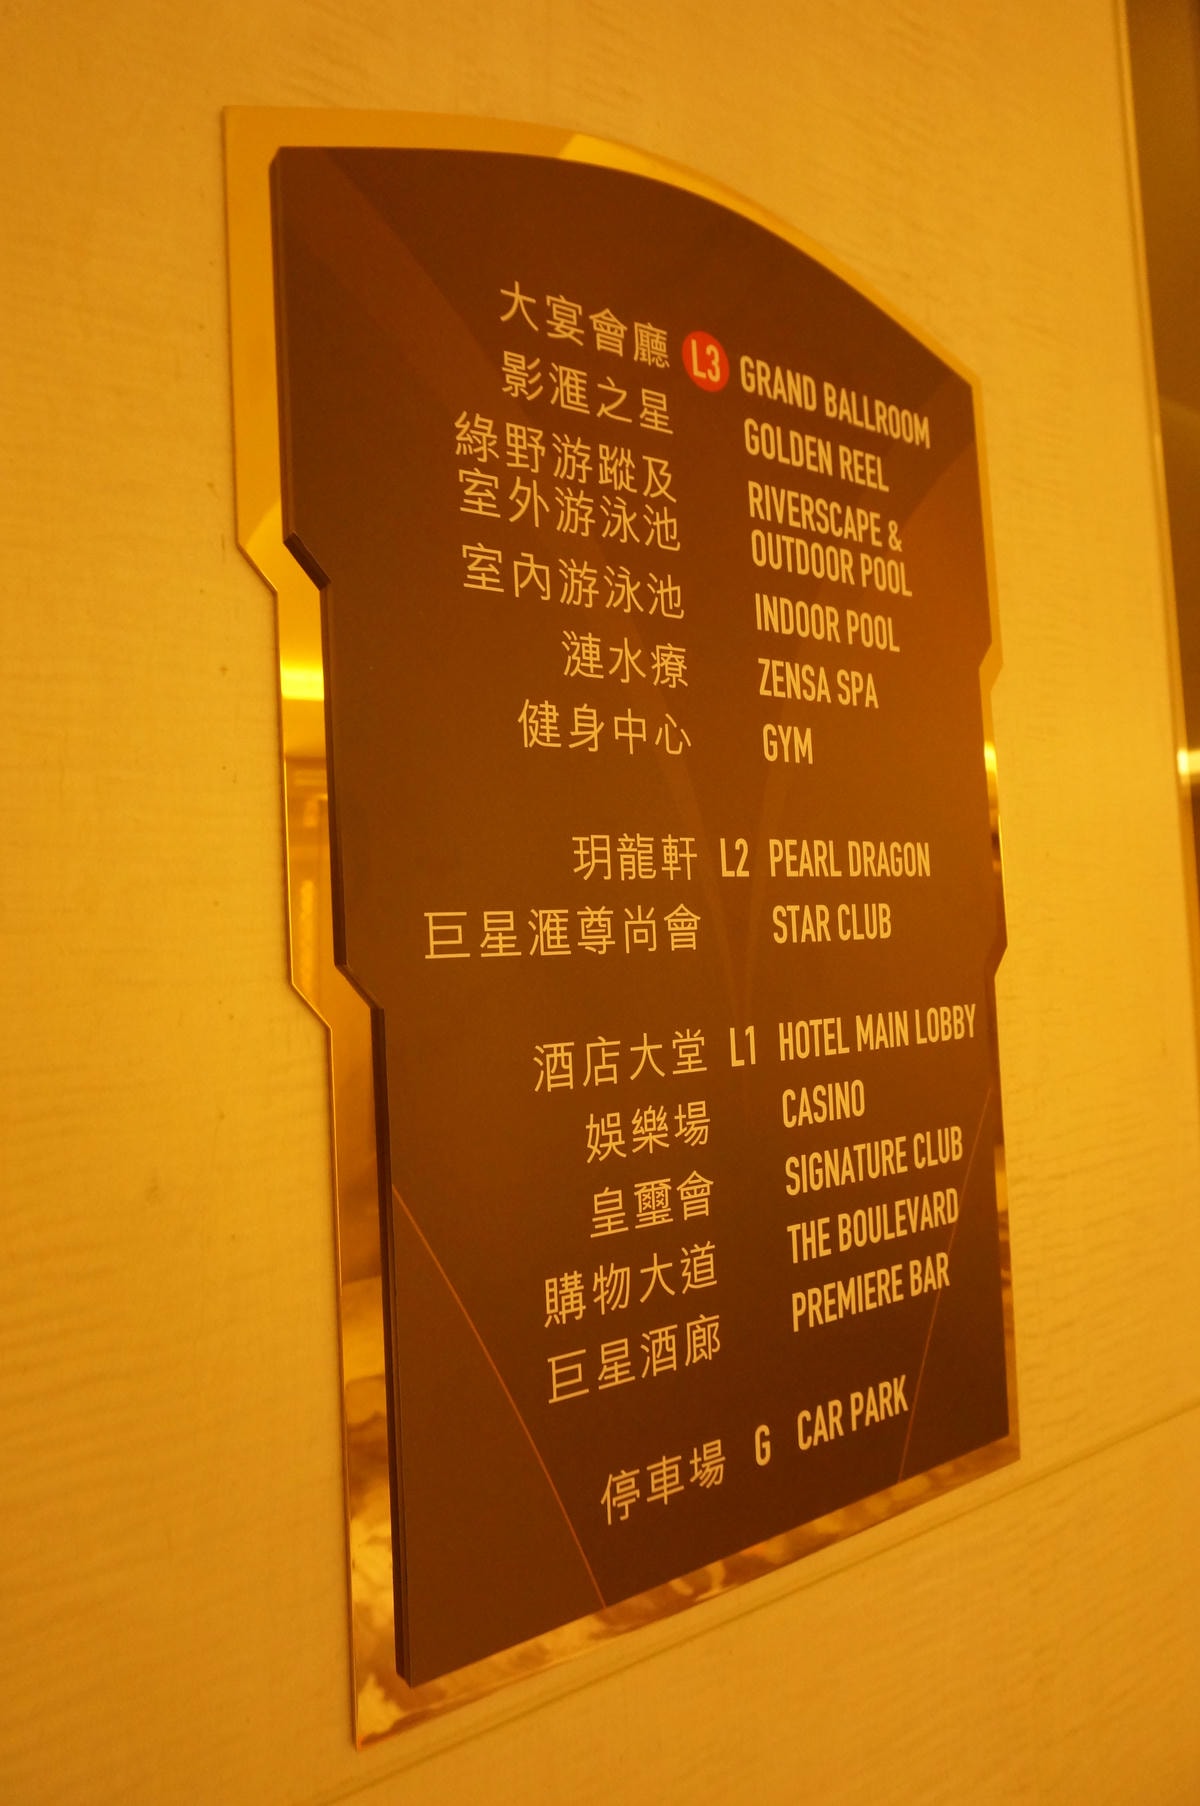 大宴會廳 L3 GRAND BALLROOM
影滙之星 GOLDEN REEL
綠野游蹤及 RIVERSCAPE &
室外游泳池 OUTDOOR POOL
室內游泳池 INDOOR POOL
漣水療 ZENSA SPA
健身中心 GYM
玥龍軒 L2 PEARL DRAGON
巨星滙尊尚會 STAR CLUB
酒店大堂 L1 HOTEL MAIN LOBBY
娛樂場 CASINO
皇璽會 SIGNATURE CLUB
購物大道 THE BOULEVARD
巨星酒廊 PREMIERE BAR
停車場 G CAR PARK